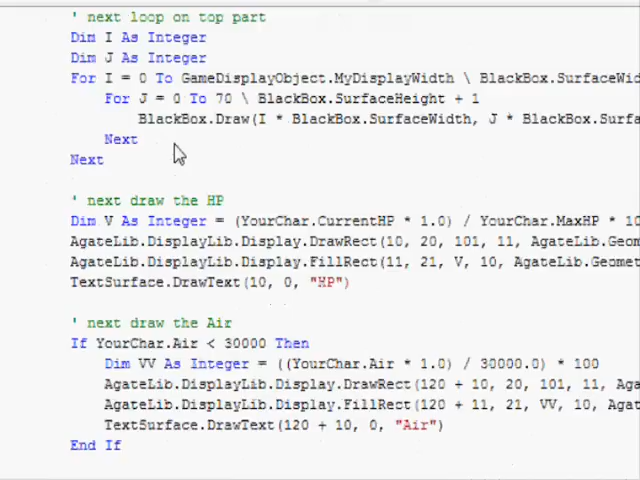 ' next loop on top part
Dim I As Integer
Dim J As Integer
For I = 0 To GameDisplayObject.MyDisplayWidth \ BlackBox.SurfaceWid
For J = 0 To 70 \ BlackBox.SurfaceHeight + 1
BlackBox.Draw(I * BlackBox.SurfaceWidth, J * BlackBox.Surfa
Next
Next
' next draw the HP
Dim V As Integer = (YourChar.CurrentHP * 1.0) / YourChar.MaxHP * 10
AgateLib.DisplayLib.Display.DrawRect(10, 20, 101, 11, AgateLib.Geom
AgateLib.DisplayLib.Display.FillRect(11, 21, V, 10, AgateLib.Geomet
TextSurface.DrawText(10, 0, "HP")
' next draw the Air
If YourChar.Air < 30000 Then
Dim VV As Integer = ((YourChar.Air * 1.0) / 30000.0) * 100
AgateLib.DisplayLib.Display.DrawRect(120 + 10, 20, 101, 11, Aga
AgateLib.DisplayLib.Display.FillRect(120 + 11, 21, VV, 10, Agat
TextSurface.DrawText(120 + 10, 0, "Air")
End If